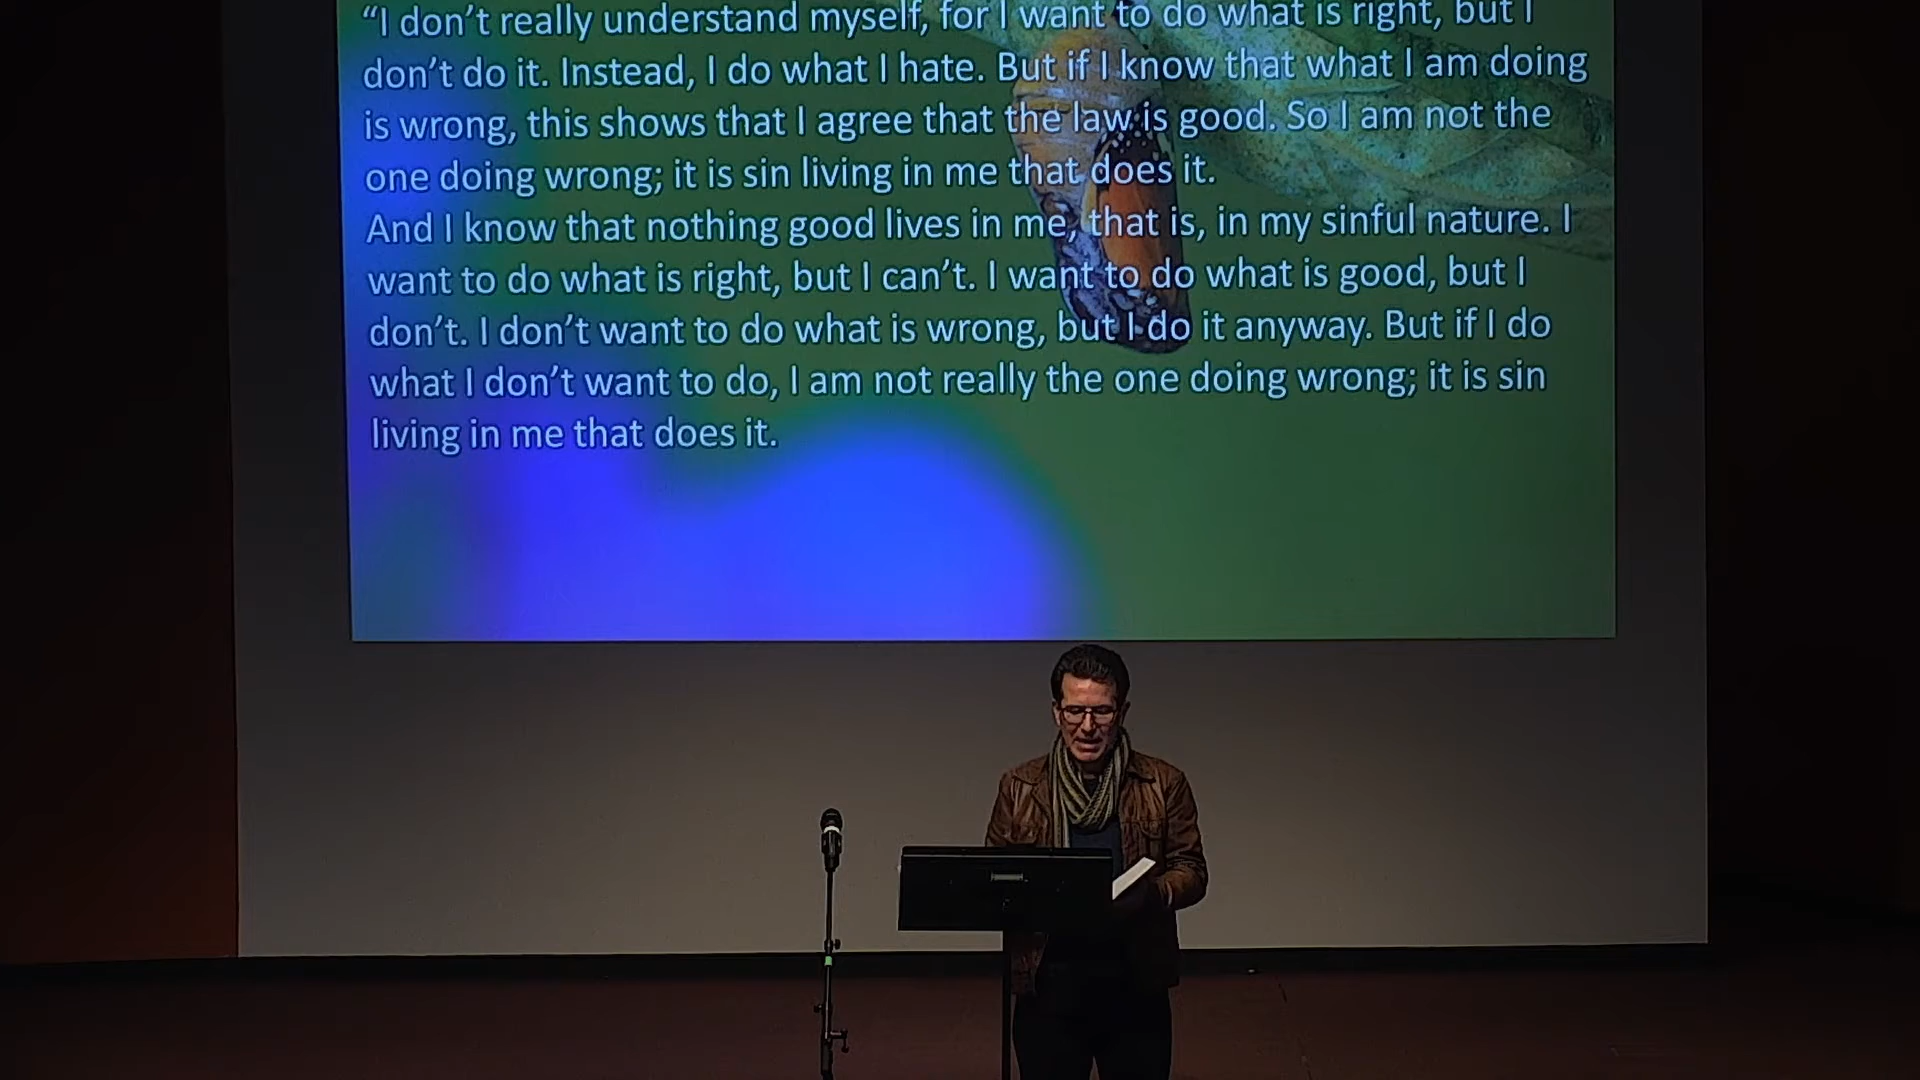 “I don’t really understand myself, for I want to do what is right, but I
don’t do it. Instead, I do what I hate. But if I know that what I am doing
is wrong, this shows that I agree that the law is good. So I am not the
one doing wrong; it is sin living in me that does it.
And I know that nothing good lives in me, that is, in my sinful nature. I
want to do what is right, but I can’t. I want to do what is good, but I
don’t. I don’t want to do what is wrong, but I do it anyway. But if I do
what I don’t want to do, I am not really the one doing wrong; it is sin
living in me that does it.